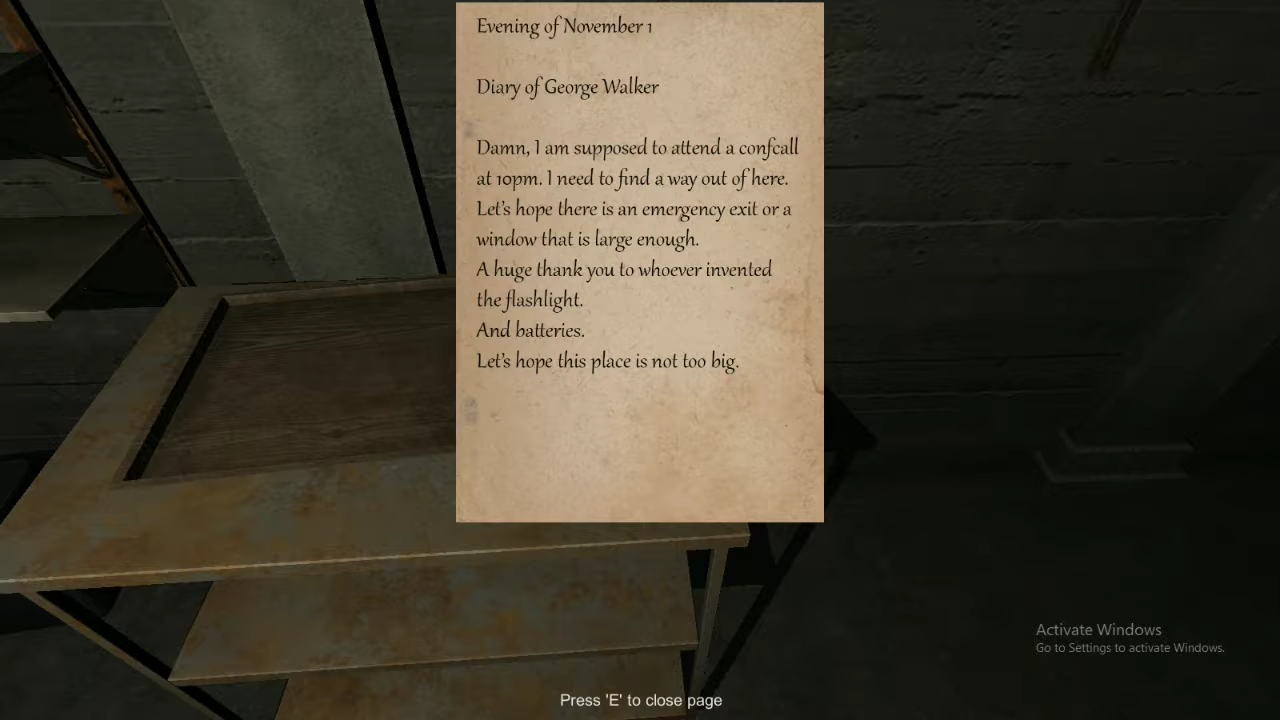 Evening of November 1
Diary of George Walker
Damn, I am supposed to attend a confcall
at 10pm. I need to find a way out of here.
Let's hope there is an emergency exit or a
window that is large enough.
A huge thank you to whoever invented
the flashlight.
And batteries.
Let's hope this place is not too big.
Activate Windows
Go to Settings to activate Windows.
Press 'E' to close page